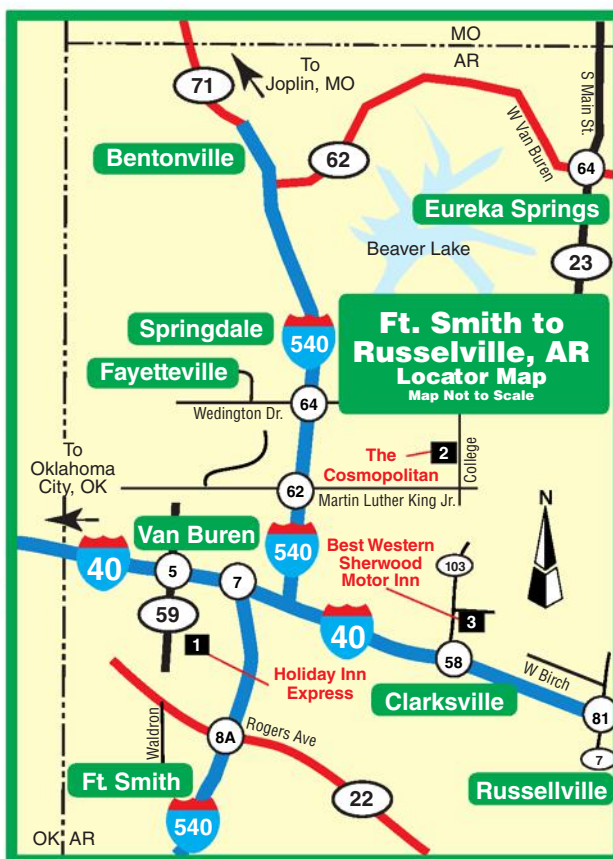 MO
AR
To
Joplin, MO
71
S Main St.
W Van Buren
Bentonville
62
64
Eureka Springs
Beaver Lake
23
Springdale
540
Ft. Smith to
Russelville, AR
Locator Map
Map Not to Scale
Fayetteville
64
Wedington Dr.
To
Oklahoma
City, OK
The
Cosmopolitan
2
College
62
Martin Luther King Jr.
N
Van Buren
540
Best Western
Sherwood
Motor Inn
103
40
5
7
59
40
3
58
1
Holiday Inn
Express
Clarksville
W Birch
81
7
Waldron
8A
Rogers Ave
Ft. Smith
22
Russellville
540
OK
AR